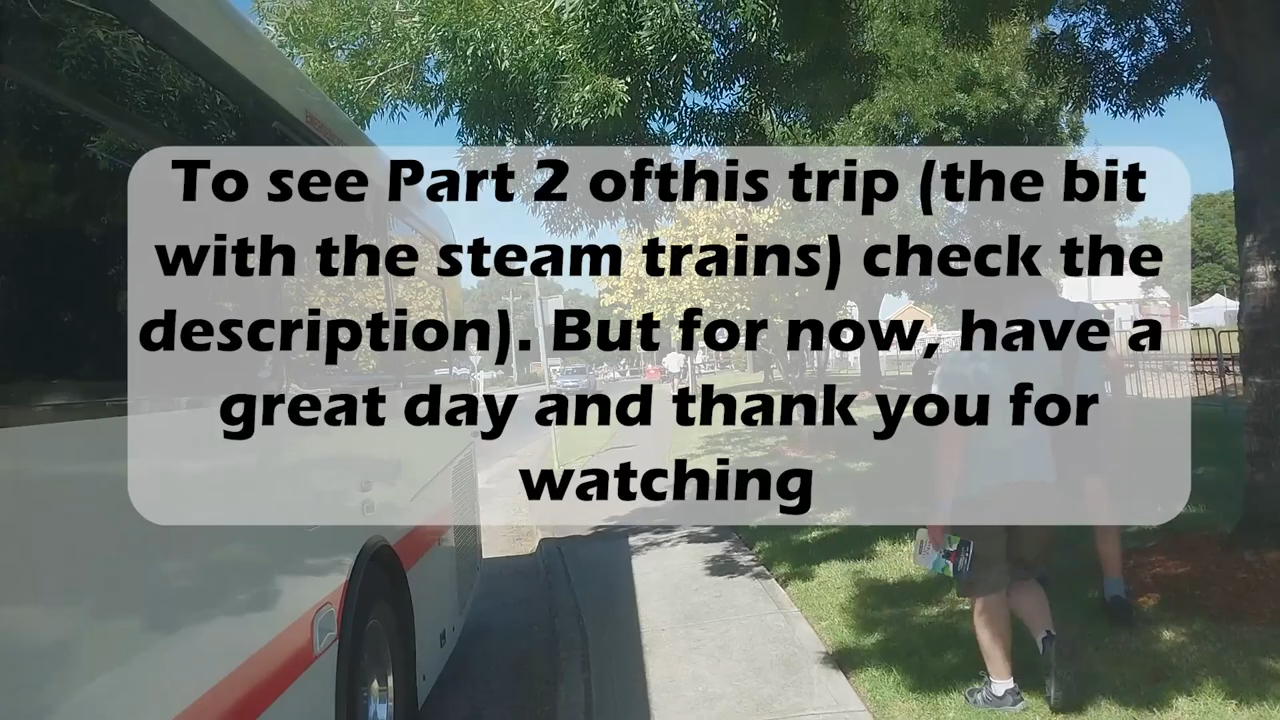 To see Part 2 ofthis trip (the bit
with the steam trains) check the
description). But for now, have a
great day and thank you for
watching